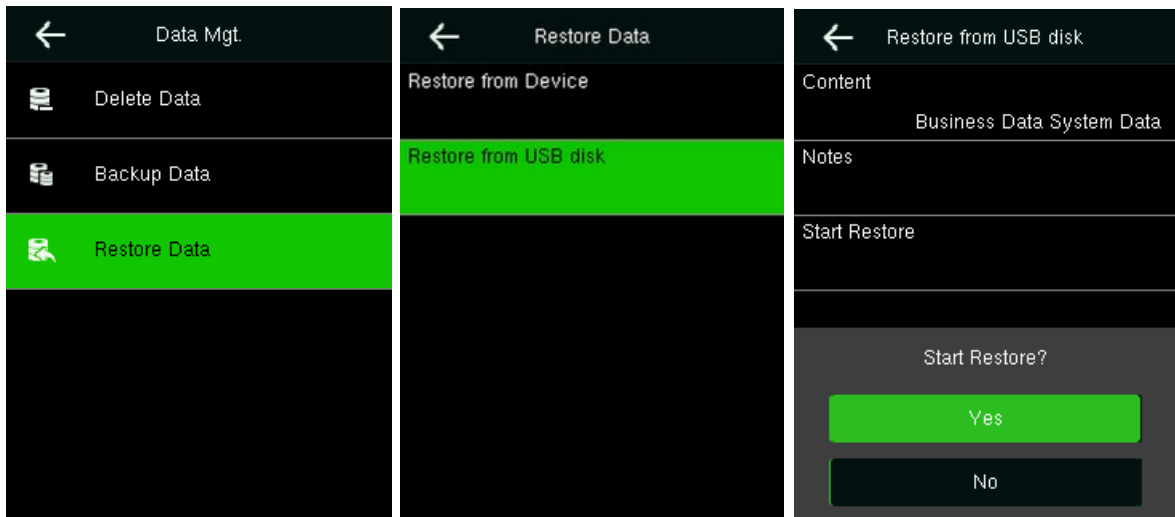 Data Mgt.
Delete Data
Backup Data
Restore Data
Restore Data
Restore from Device
Restore from USB disk
Restore from USB disk
Content
Business Data System Data
Notes
Start Restore
Start Restore?
Yes
No